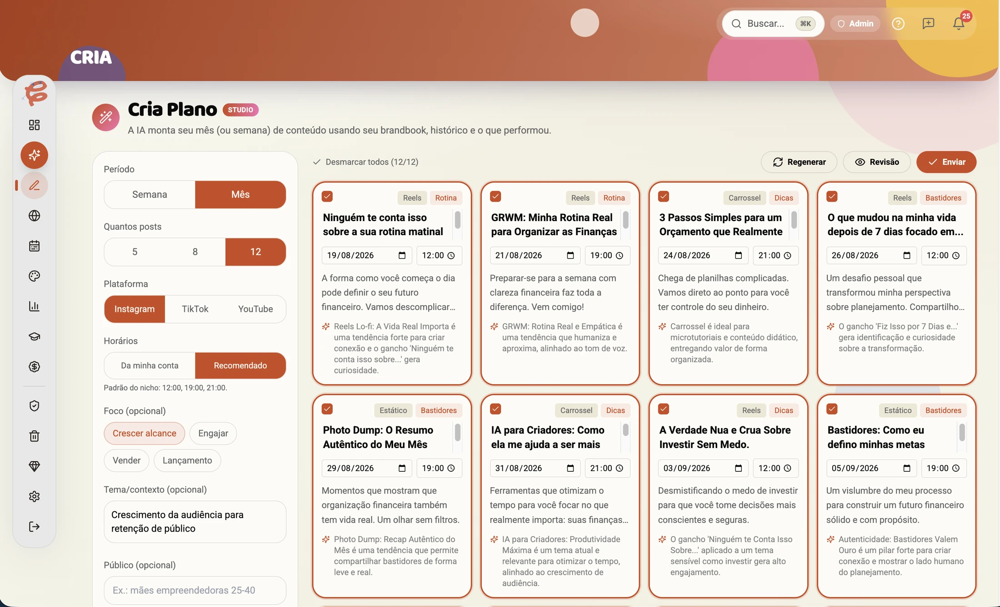 Buscar...
⌘K
Admin
25
CRIA
Cria Plano
STUDIO
A IA monta seu mês (ou semana) de conteúdo usando seu brandbook, histórico e o que performou.
Período
Semana
Mês
Quantos posts
5
8
12
Plataforma
Instagram
TikTok
YouTube
Horários
Da minha conta
Recomendado
Padrão do nicho: 12:00, 19:00, 21:00.
Foco (opcional)
Crescer alcance
Engajar
Vender
Lançamento
Tema/contexto (opcional)
Crescimento da audiência para
retenção de público
Público (opcional)
Ex.: mães empreendedoras 25-40
Desmarcar todos (12/12)
Regenerar
Revisão
Enviar
Reels
Rotina
Ninguém te conta isso
sobre a sua rotina matinal
19/08/2026
12:00
A forma como você começa o dia
pode definir o seu futuro
financeiro. Vamos descomplicar...
Reels Lo-fi: A Vida Real Importa é
uma tendência forte para criar
conexão e o gancho 'Ninguém te
conta isso sobre...' gera
curiosidade.
Reels
Rotina
GRWM: Minha Rotina Real
para Organizar as Finanças
21/08/2026
19:00
Preparar-se para a semana com
clareza financeira faz toda a
diferença. Vem comigo!
GRWM: Rotina Real e Empática é
uma tendência que humaniza e
aproxima, alinhado ao tom de voz.
Carrossel
Dicas
3 Passos Simples para um
Orçamento que Realmente
24/08/2026
21:00
Chega de planilhas complicadas.
Vamos direto ao ponto para você
ter controle do seu dinheiro.
Carrossel é ideal para
microtutoriais e conteúdo didático,
entregando valor de forma
organizada.
Reels
Bastidores
O que mudou na minha vida
depois de 7 dias focado em...
26/08/2026
12:00
Um desafio pessoal que
transformou minha perspectiva
sobre planejamento. Compartilho...
O gancho 'Fiz Isso por 7 Dias e...'
gera identificação e curiosidade
sobre a transformação.
Estático
Bastidores
Photo Dump: O Resumo
Autêntico do Meu Mês
29/08/2026
19:00
Momentos que mostram que
organização financeira também
tem vida real. Um olhar sem filtros.
Photo Dump: Recap Autêntico do
Mês é uma tendência que permite
compartilhar bastidores de forma
leve e real.
Carrossel
Dicas
IA para Criadores: Como
ela me ajuda a ser mais
31/08/2026
21:00
Ferramentas que otimizam o
tempo para você focar no que
realmente importa: suas finanças...
IA para Criadores: Produtividade
Máxima é um tema atual e
relevante para otimizar o tempo,
alinhado ao crescimento de
audiência.
Reels
Dicas
A Verdade Nua e Crua Sobre
Investir Sem Medo.
03/09/2026
12:00
Desmistificando o medo de investir
para que você tome decisões mais
conscientes e seguras.
O gancho 'Ninguém te Conta Isso
Sobre...' aplicado a um tema
sensível como investir gera alto
engajamento.
Estático
Bastidores
Bastidores: Como eu
defino minhas metas
05/09/2026
19:00
Um vislumbre do meu processo
para construir um futuro financeiro
sólido e com propósito.
Autenticidade: Bastidores Valem
Ouro é um pilar forte para criar
conexão e mostrar o lado humano
do planejamento.